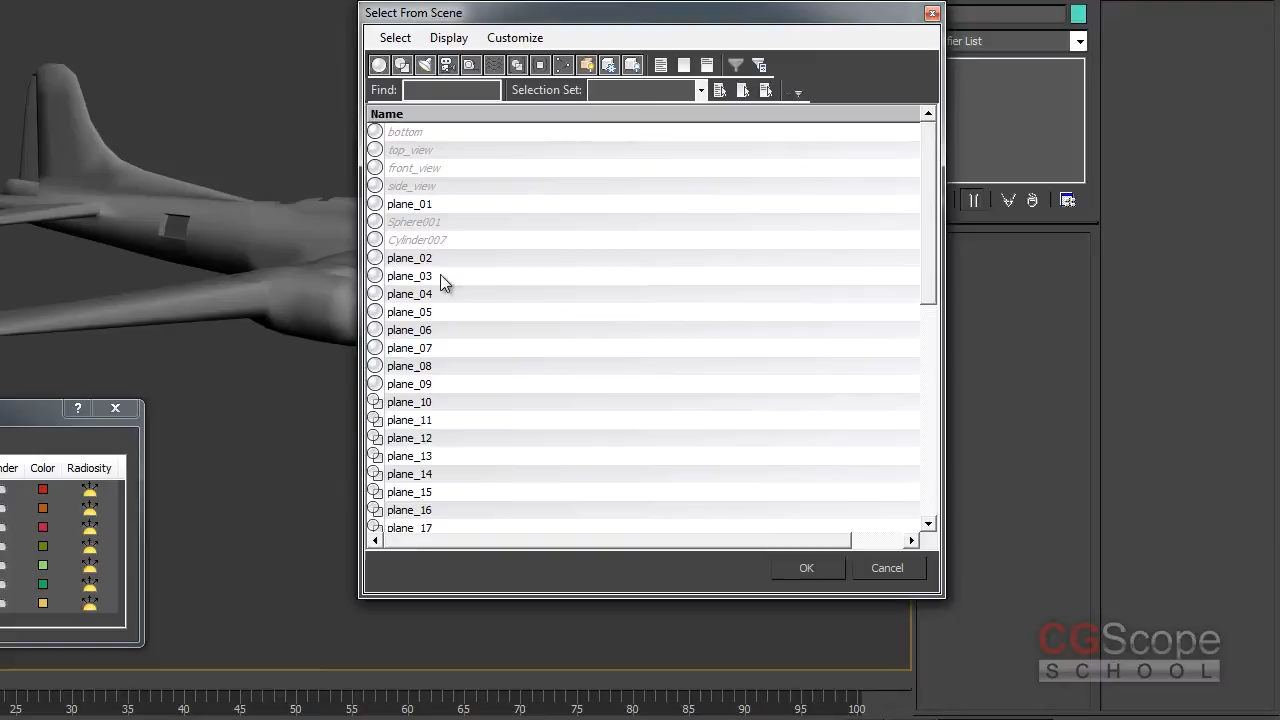 Select From Scene
Select Display Customize
Find: Selection Set:
Name
bottom
top_view
front_view
side_view
plane_01
Sphere001
Cylinder007
plane_02
plane_03
plane_04
plane_05
plane_06
plane_07
plane_08
plane_09
plane_10
plane_11
plane_12
plane_13
plane_14
plane_15
plane_16
plane_17
OK Cancel
fier List
? 
nder Color Radiosity
CGScope
SCHOOL
25 30 35 40 45 50 55 60 65 70 75 80 85 90 95 100